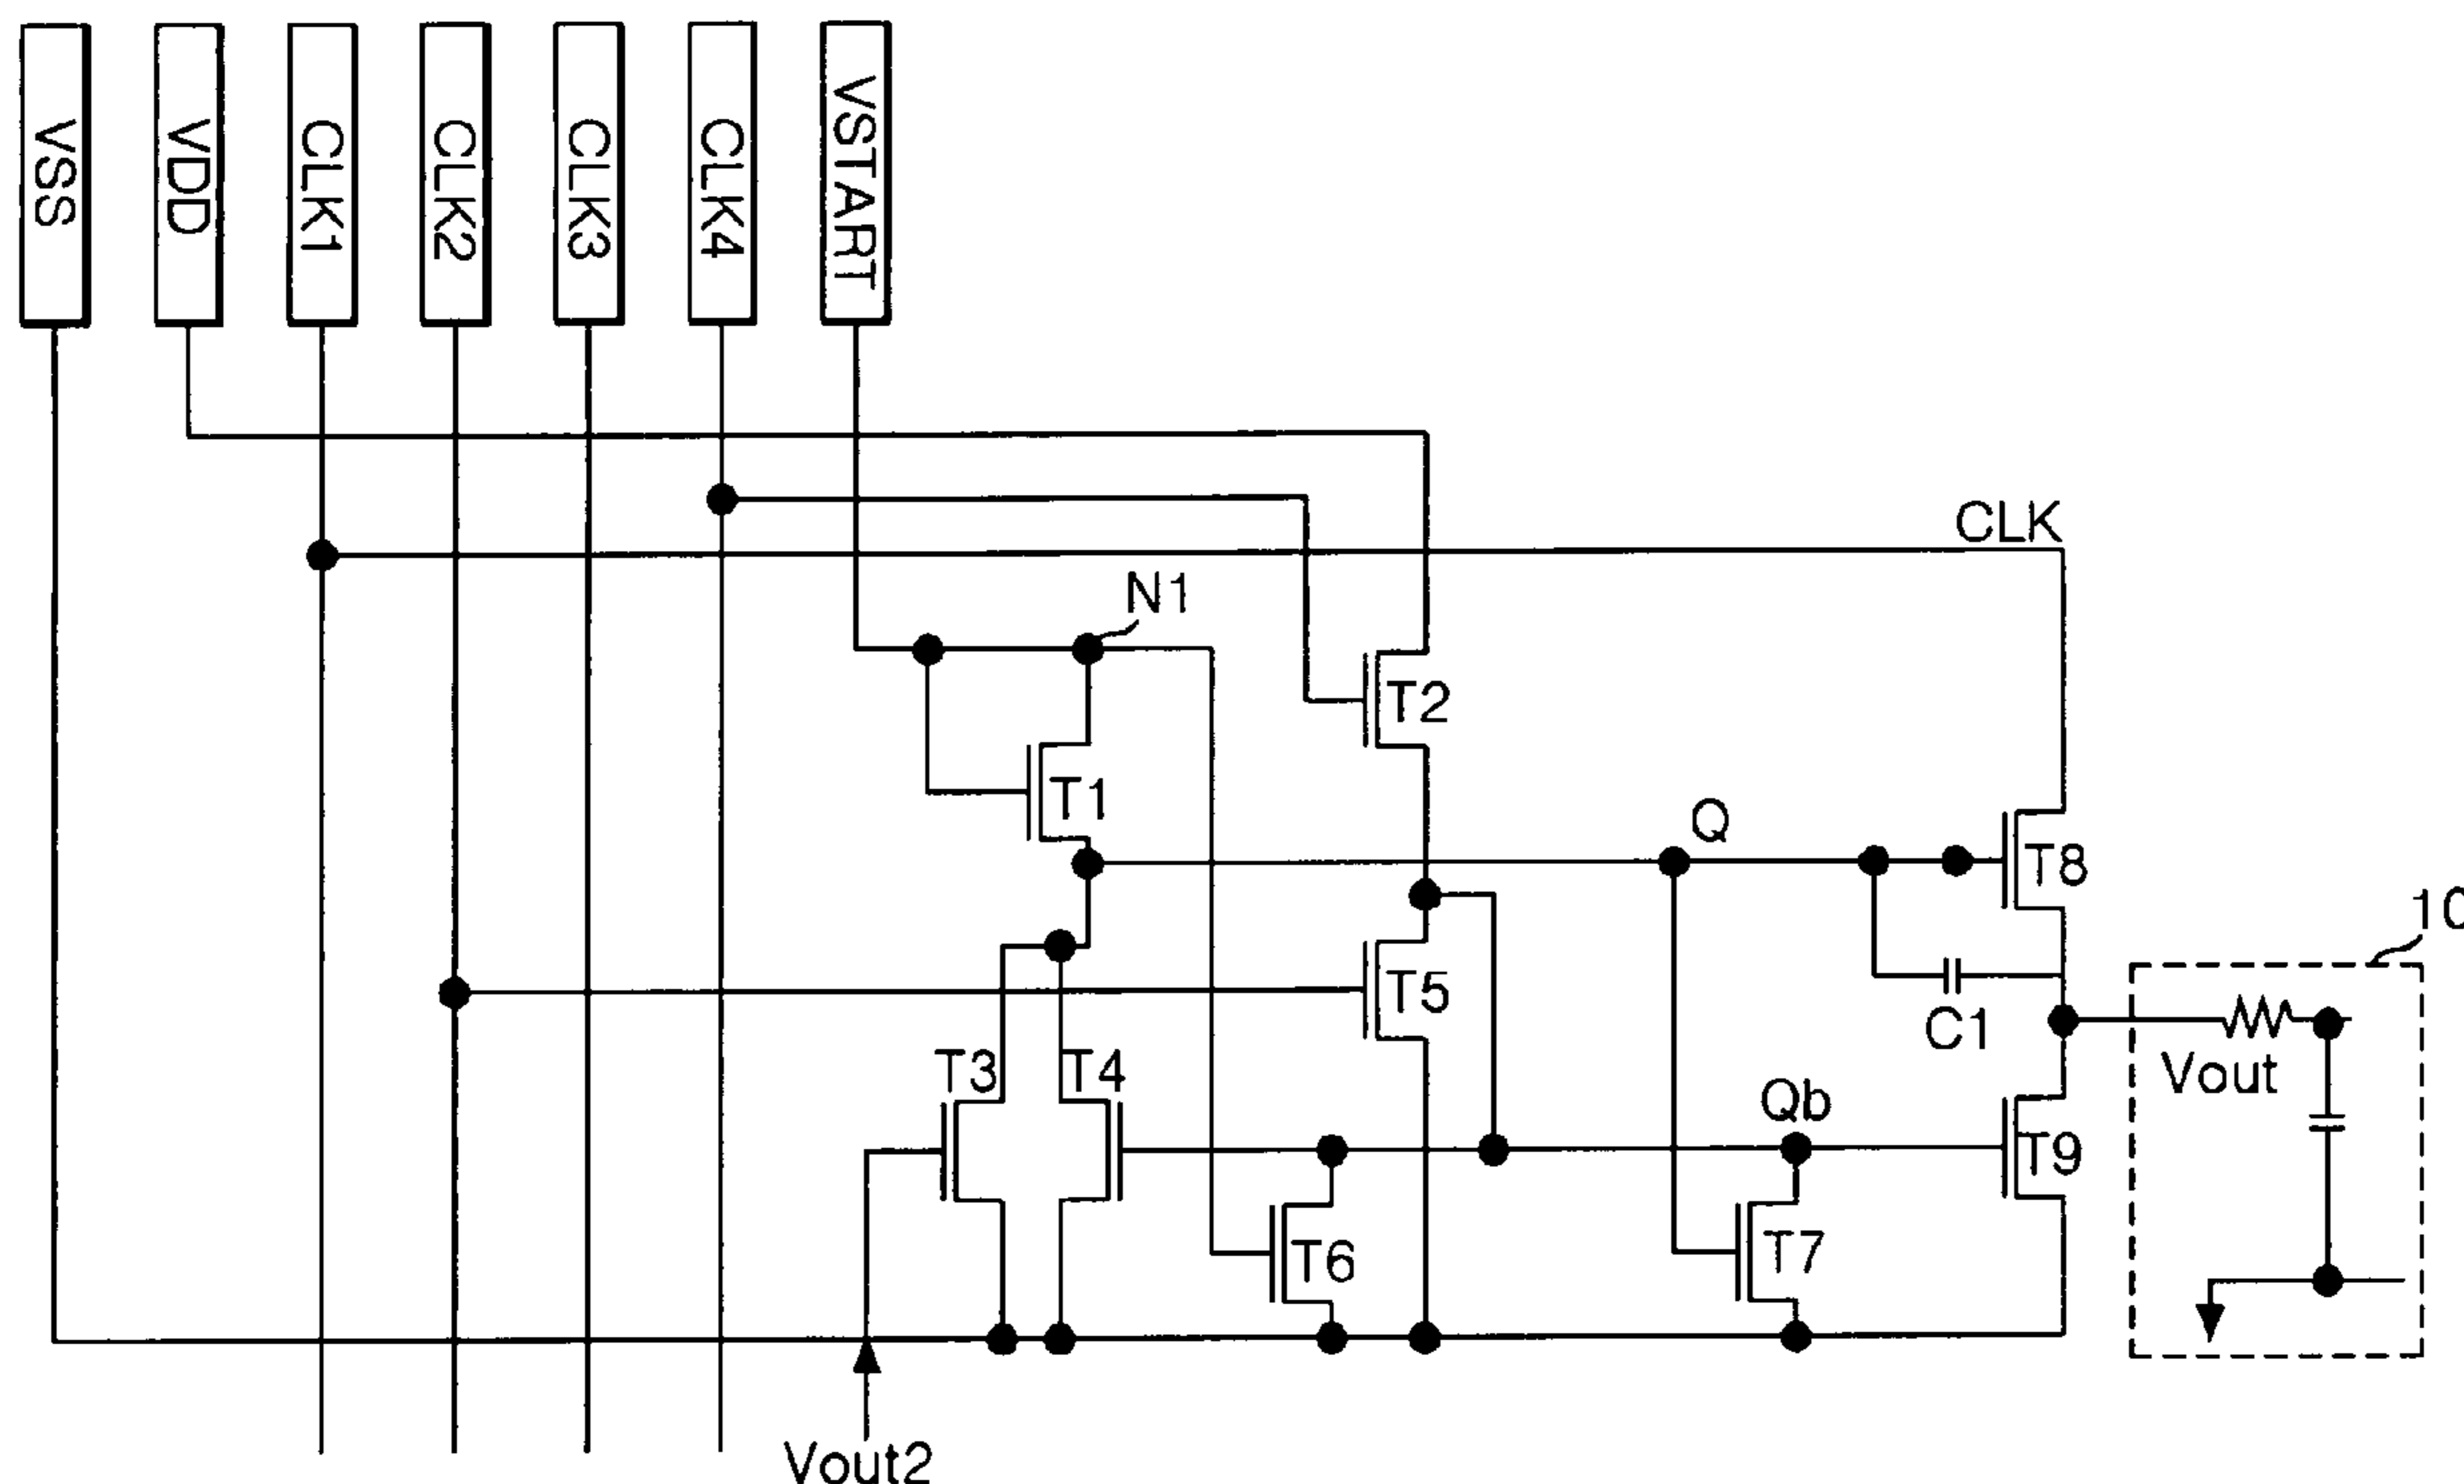 VSS
VDD
CLK1
CLK2
CLK3
CLK4
VSTART
CLK
N1
T2
T1
Q
T8
10
T5
C1
Vout
T3
T4
Qb
T9
T6
T7
Vout2